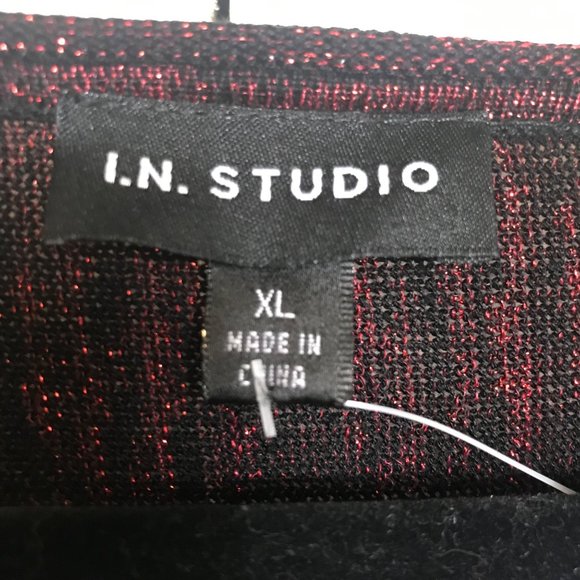 I.N. STUDIO
XL
MADE IN
CHINA